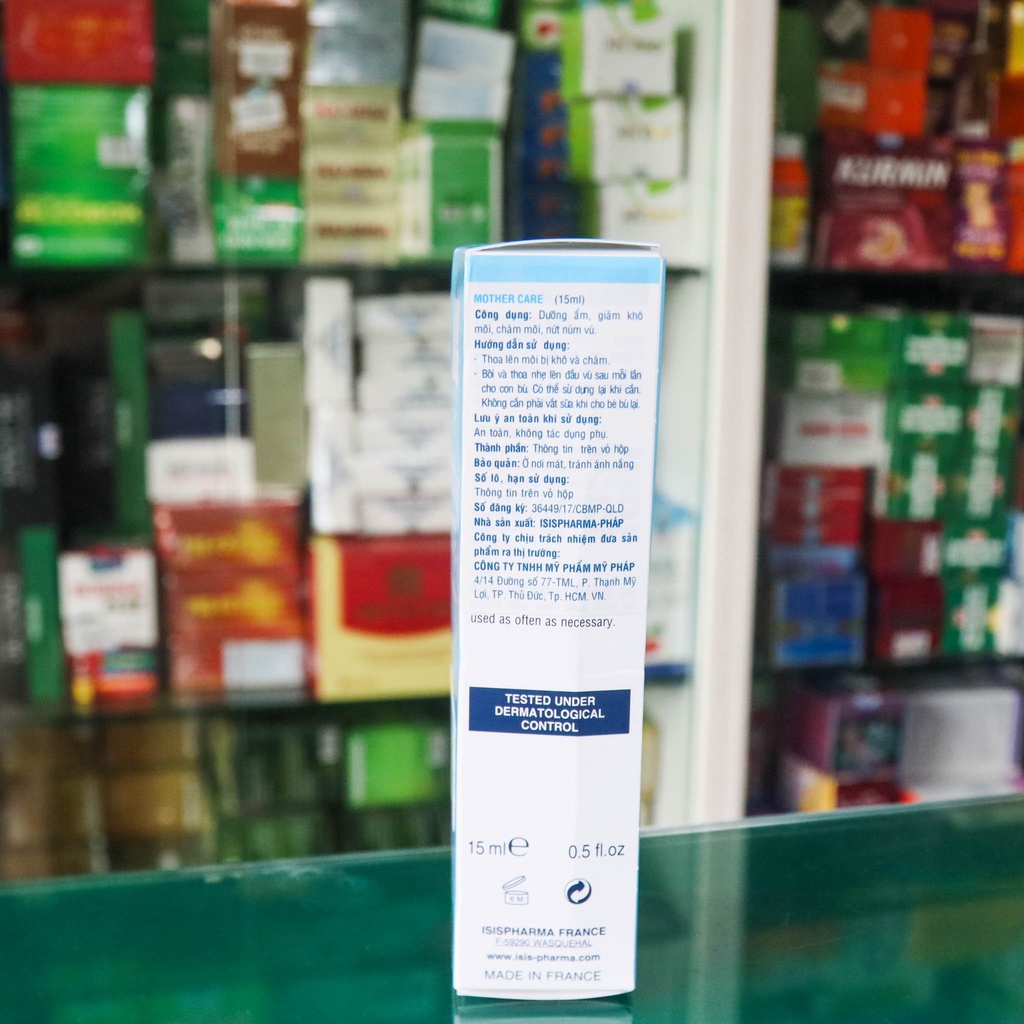 MOTHER CARE (15ml)
Công dụng: Dưỡng ẩm, giảm khô
môi, chàm môi, nứt núm vú.
Hướng dẫn sử dụng:
- Thoa lên môi bị khô và chàm.
- Bôi và thoa nhẹ lên đầu vú sau mỗi lần
cho con bú. Có thể sử dụng lại khi cần.
Không cần phải vắt sữa khi cho bé bú lại.
Lưu ý an toàn khi sử dụng:
An toàn, không tác dụng phụ.
Thành phần: Thông tin trên vỏ hộp
Bảo quản: Ở nơi mát, tránh ánh nắng
Số lô, hạn sử dụng:
Thông tin trên vỏ hộp
Số đăng ký: 36449/17/CBMP-QLD
Nhà sản xuất: ISISPHARMA-PHÁP
Công ty chịu trách nhiệm đưa sản
phẩm ra thị trường:
CÔNG TY TNHH MỸ PHẨM MỸ PHÁP
4/14 Đường số 77-TML, P. Thạnh Mỹ
Lợi, TP. Thủ Đức, Tp. HCM. VN.
used as often as necessary.
TESTED UNDER
DERMATOLOGICAL
CONTROL
15 ml e 0.5 fl.oz
6 M
ISISPHARMA FRANCE
F-59290 WASQUEHAL
www.isis-pharma.com
MADE IN FRANCE
KURMIN